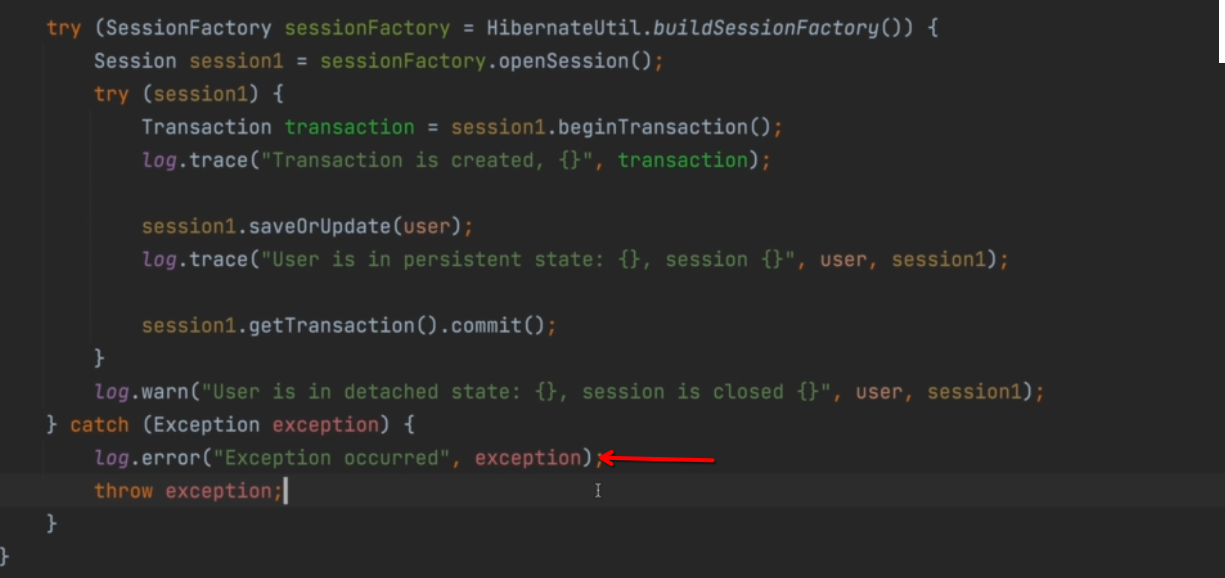 try (SessionFactory sessionFactory = HibernateUtil.buildSessionFactory()) {
Session session1 = sessionFactory.openSession();
try (session1) {
Transaction transaction = session1.beginTransaction();
log.trace("Transaction is created, {}", transaction);
session1.saveOrUpdate(user);
log.trace("User is in persistent state: {}, session {}", user, session1);
session1.getTransaction().commit();
}
log.warn("User is in detached state: {}, session is closed {}", user, session1);
} catch (Exception exception) {
log.error("Exception occurred", exception);
throw exception;
}
}